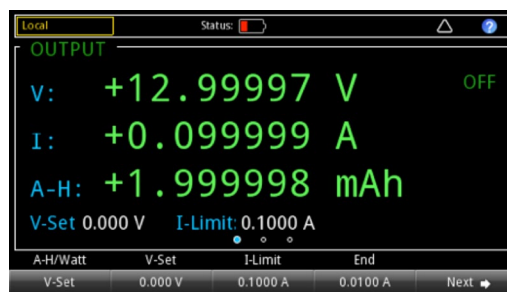 Local Status: ?
OUTPUT
V: +12.99997 V OFF
I: +0.099999 A
A-H: +1.999998 mAh
V-Set 0.000 V I-Limit: 0.1000 A
A-H/Watt V-Set I-Limit End
V-Set 0.000 V 0.1000 A 0.0100 A Next